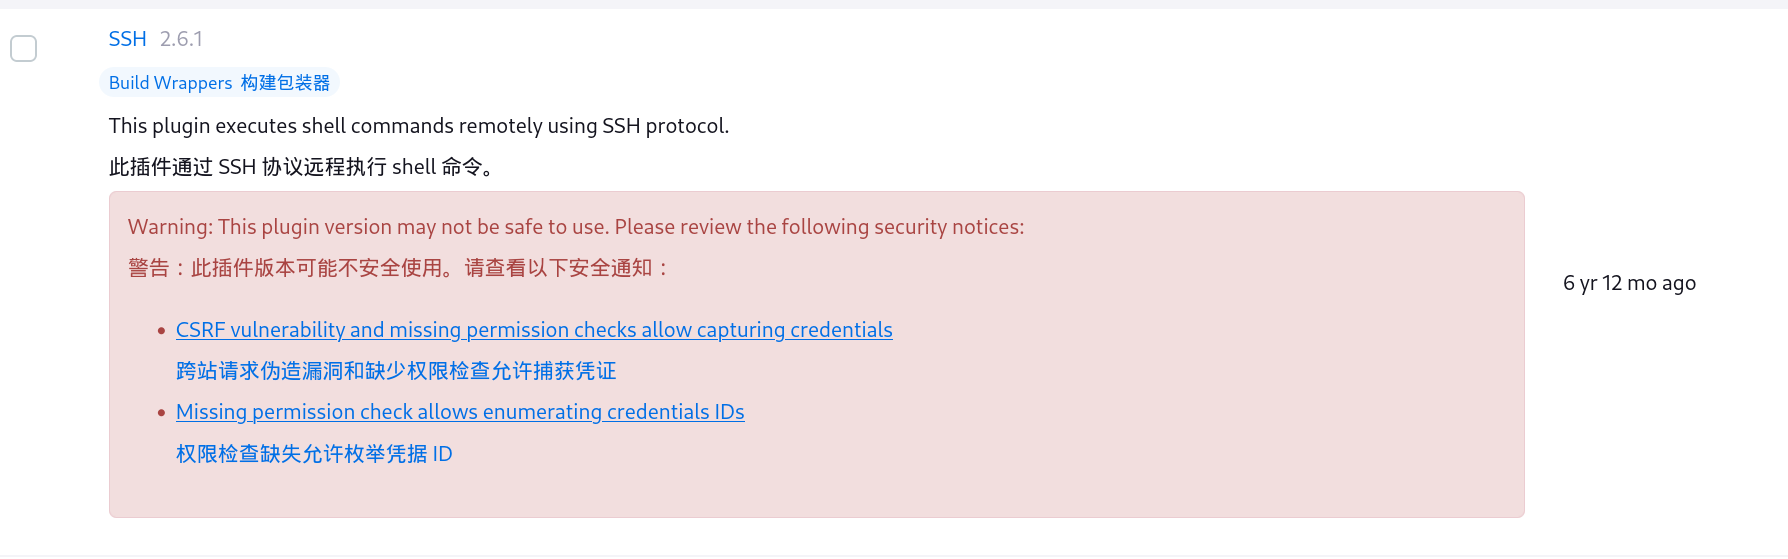 SSH 2.6.1
Build Wrappers 构建包装器
This plugin executes shell commands remotely using SSH protocol.
此插件通过 SSH 协议远程执行 shell 命令。
Warning: This plugin version may not be safe to use. Please review the following security notices:
警告：此插件版本可能不安全使用。请查看以下安全通知：
6 yr 12 mo ago
• CSRF vulnerability and missing permission checks allow capturing credentials
跨站请求伪造漏洞和缺少权限检查允许捕获凭证
• Missing permission check allows enumerating credentials IDs
权限检查缺失允许枚举凭据 ID